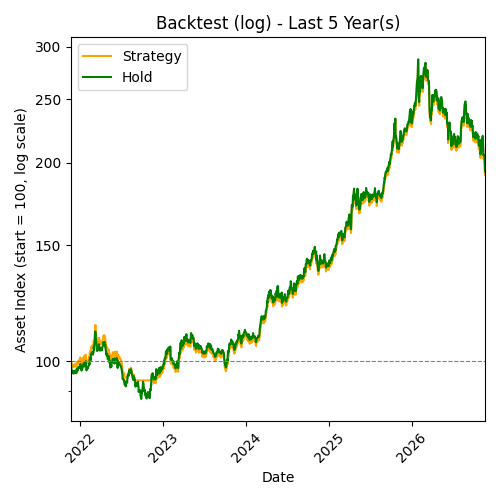 Backtest (log) - Last 5 Year(s)
Strategy
Hold
Asset Index (start = 100, log scale)
300
250
200
150
100
2022
2023
2024
2025
2026
Date